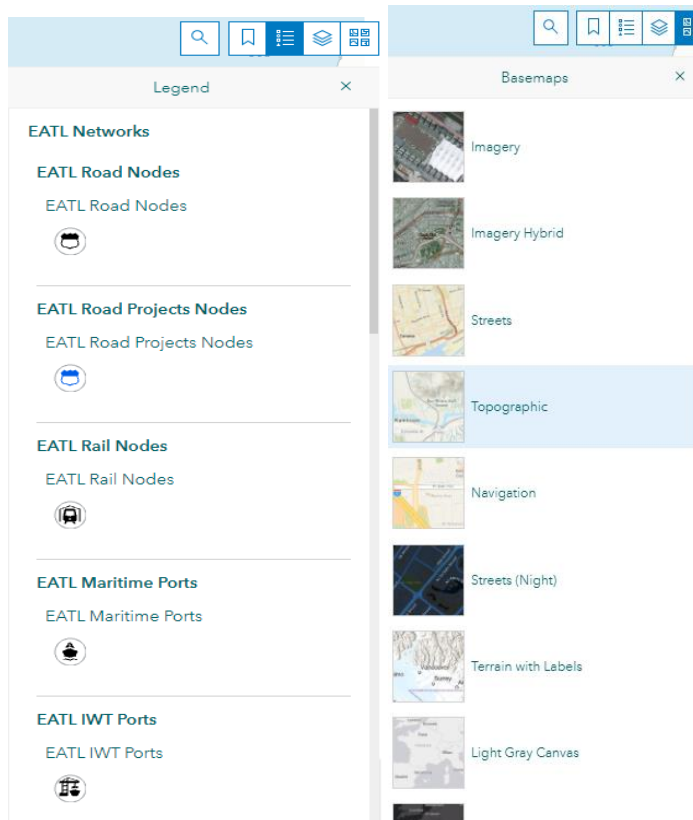 Legend
EATL Networks
EATL Road Nodes
EATL Road Nodes
EATL Road Projects Nodes
EATL Road Projects Nodes
EATL Rail Nodes
EATL Rail Nodes
EATL Maritime Ports
EATL Maritime Ports
EATL IWT Ports
EATL IWT Ports
Basemaps
Imagery
Imagery Hybrid
Streets
Topographic
Navigation
Streets (Night)
Terrain with Labels
Vancouver
Surrey
Light Gray Canvas